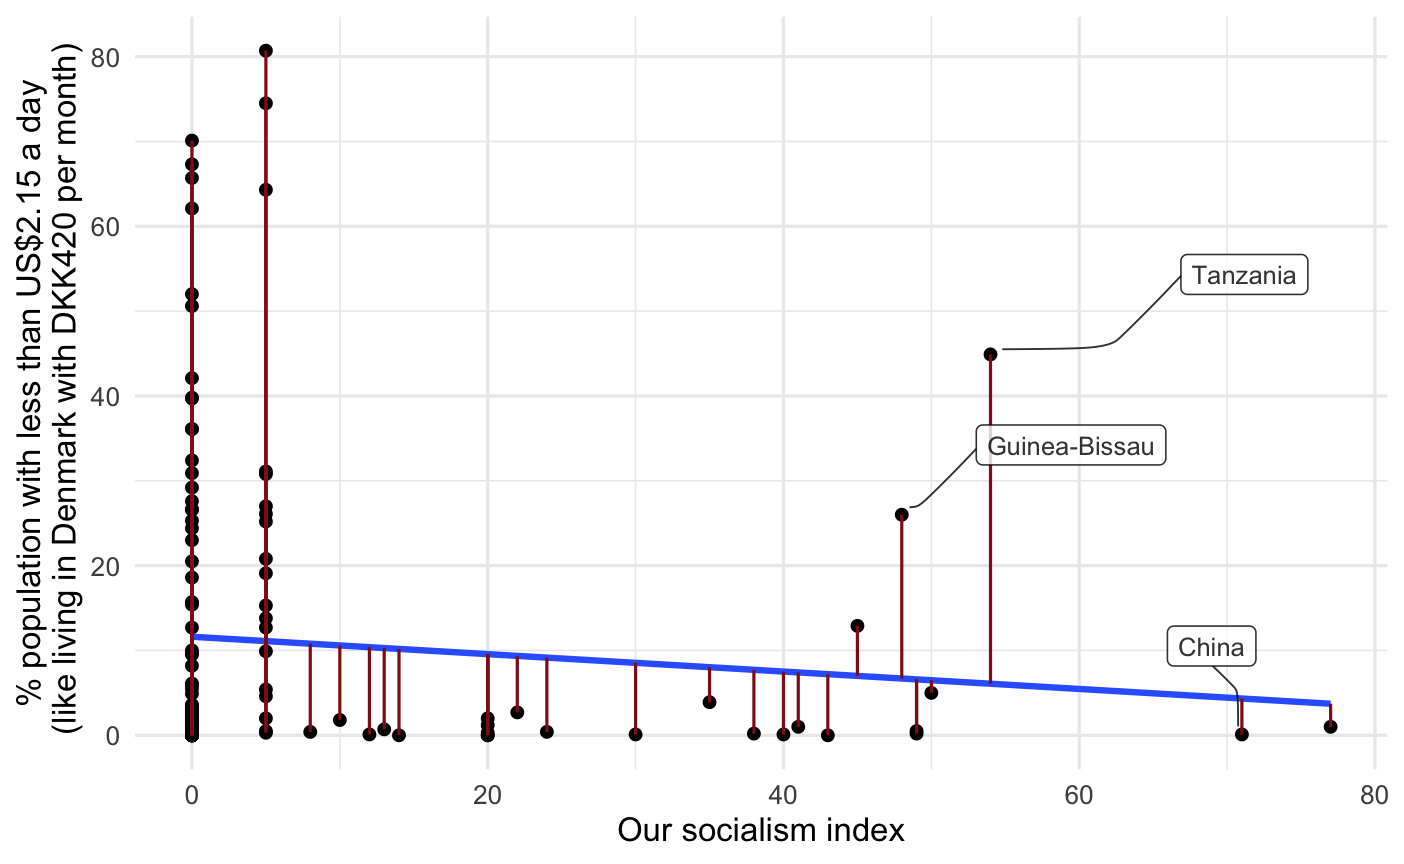 % population with less than US$2.15 a day
(like living in Denmark with DKK420 per month)
80
60
40
20
0
Tanzania
Guinea-Bissau
China
0
20
40
60
80
Our socialism index